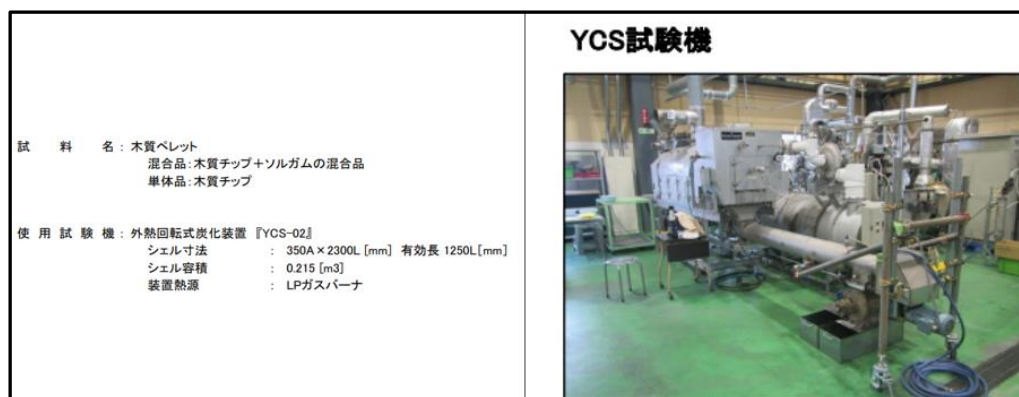 試料名：木質ペレット
混合品：木質チップ＋ソルガムの混合品
単体品：木質チップ
使用試験機：外熱回転式炭化装置『YCS-02』
シェル寸法 ： 350A×2300L [mm] 有効長 1250L[mm]
シェル容積 ： 0.215 [m3]
装置熱源 ： LPガスバーナ
YCS試験機